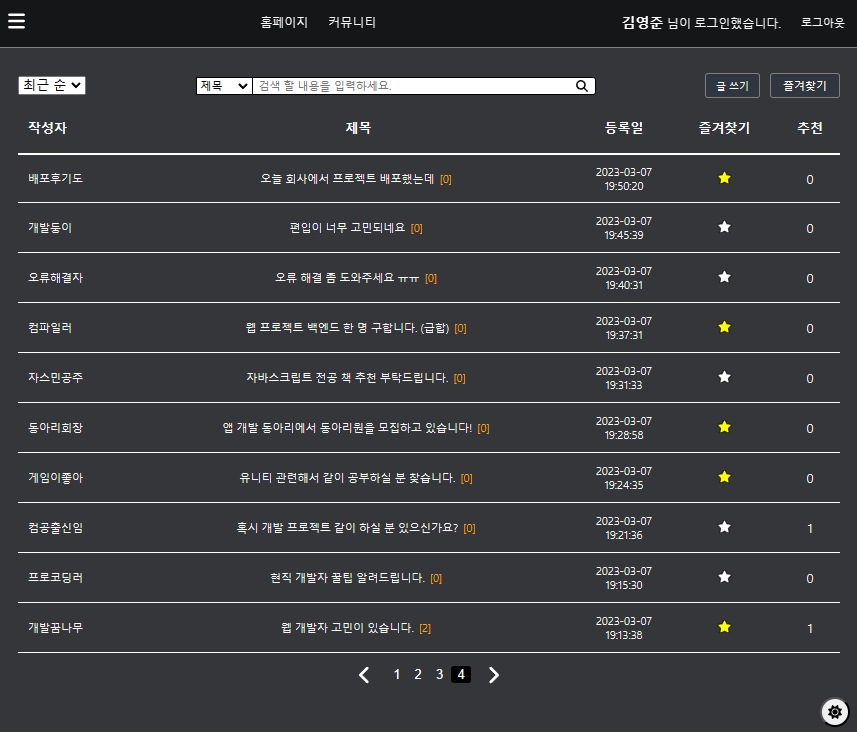 홈페이지 커뮤니티 김영준 님이 로그인했습니다. 로그아웃
최근 순 제목 검색 할 내용을 입력하세요. 글 쓰기 즐겨찾기
작성자 제목 등록일 즐겨찾기 추천
배포후기도 오늘 회사에서 프로젝트 배포했는데 [0] 2023-03-07 19:50:20 0
개발둥이 편입이 너무 고민되네요 [0] 2023-03-07 19:45:39 0
오류해결자 오류 해결 좀 도와주세요 ㅠㅠ [0] 2023-03-07 19:40:31 0
컴파일러 웹 프로젝트 백엔드 한 명 구합니다. (급함) [0] 2023-03-07 19:37:31 0
자스민공주 자바스크립트 전공 책 추천 부탁드립니다. [0] 2023-03-07 19:31:33 0
동아리회장 앱 개발 동아리에서 동아리원을 모집하고 있습니다! [0] 2023-03-07 19:28:58 0
게임이좋아 유니티 관련해서 같이 공부하실 분 찾습니다. [0] 2023-03-07 19:24:35 0
컴공출신임 혹시 개발 프로젝트 같이 하실 분 있으신가요? [0] 2023-03-07 19:21:36 1
프로코딩러 현직 개발자 꿀팁 알려드립니다. [0] 2023-03-07 19:15:30 0
개발꿈나무 웹 개발자 고민이 있습니다. [2] 2023-03-07 19:13:38 1
1 2 3 4